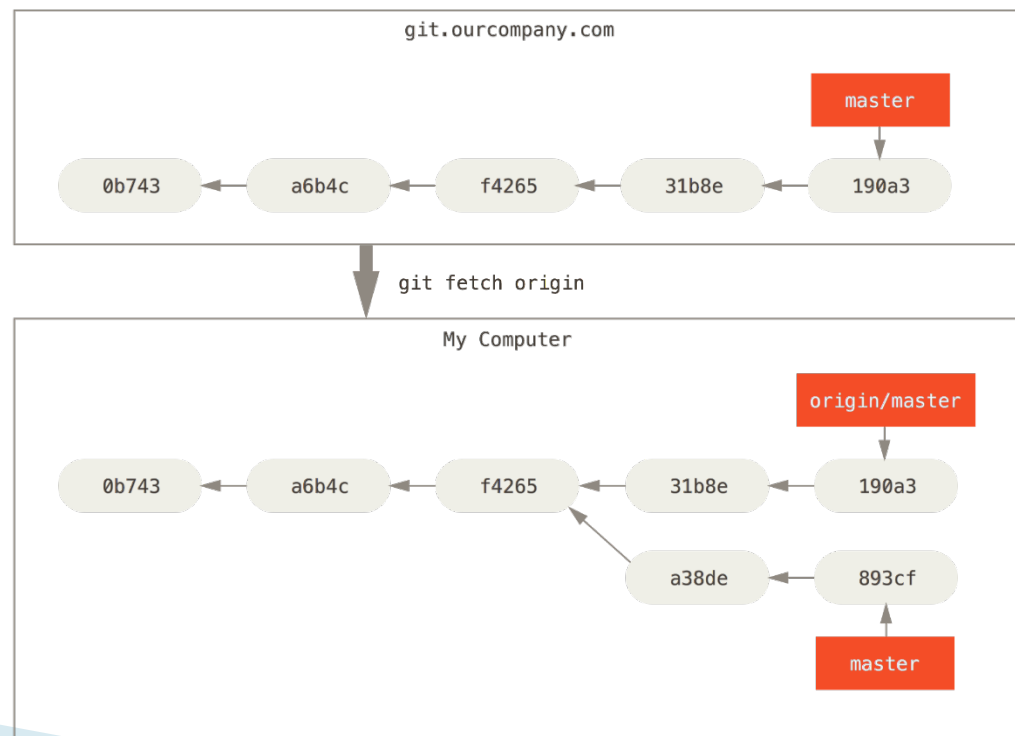 git.ourcompany.com
master
0b743
a6b4c
f4265
31b8e
190a3
git fetch origin
My Computer
origin/master
0b743
a6b4c
f4265
31b8e
190a3
a38de
893cf
master